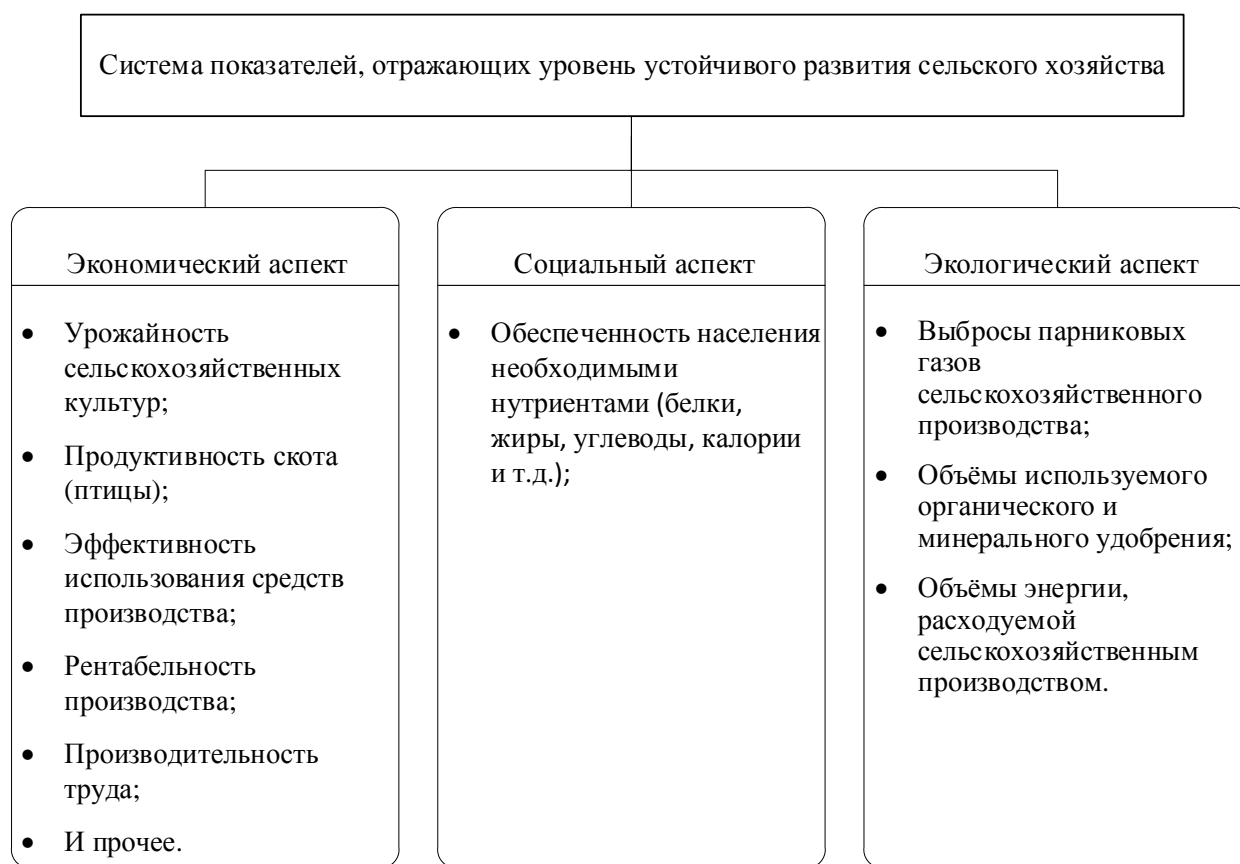 Система показателей, отражающих уровень устойчивого развития сельского хозяйства
Экономический аспект
• Урожайность
сельскохозяйственных
культур;
• Продуктивность скота
(птицы);
• Эффективность
использования средств
производства;
• Рентабельность
производства;
• Производительность
труда;
• И прочее.
Социальный аспект
• Обеспеченность населения
необходимыми
нутриентами (белки,
жиры, углеводы, калории
и т.д.);
Экологический аспект
• Выбросы парниковых
газов
сельскохозяйственного
производства;
• Объёмы используемого
органического и
минерального удобрения;
• Объёмы энергии,
расходуемой
сельскохозяйственным
производством.